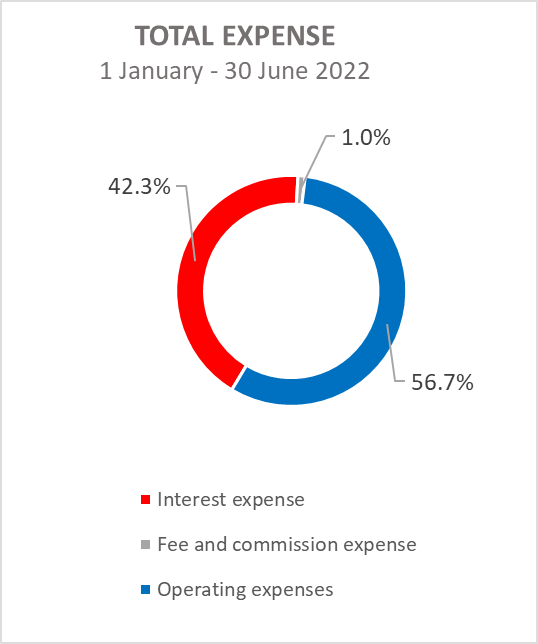 TOTAL EXPENSE
1 January - 30 June 2022
1.0%
42.3%
56.7%
Interest expense
Fee and commission expense
Operating expenses